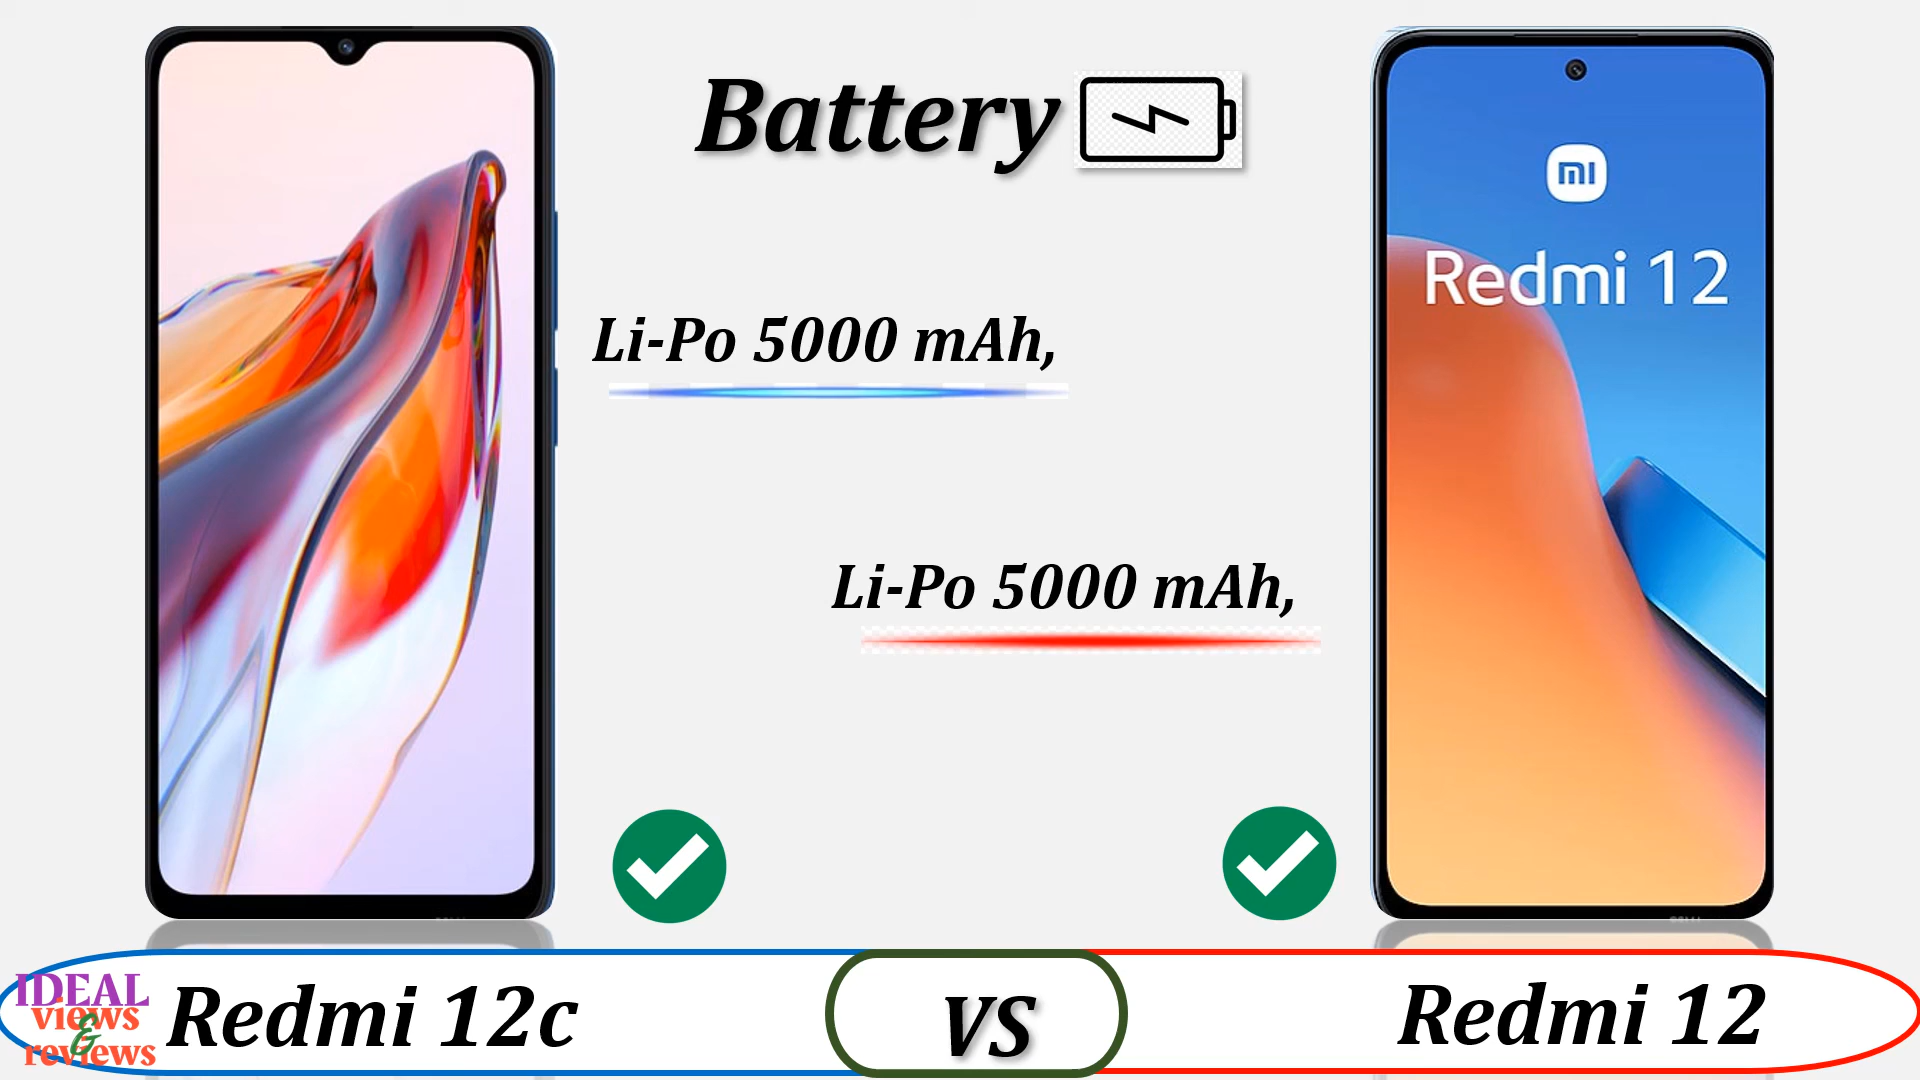 Battery
mi
Redmi 12
Li-Po 5000 mAh,
Li-Po 5000 mAh,
IDEAL
views
&
reviews
Redmi 12c
VS
Redmi 12